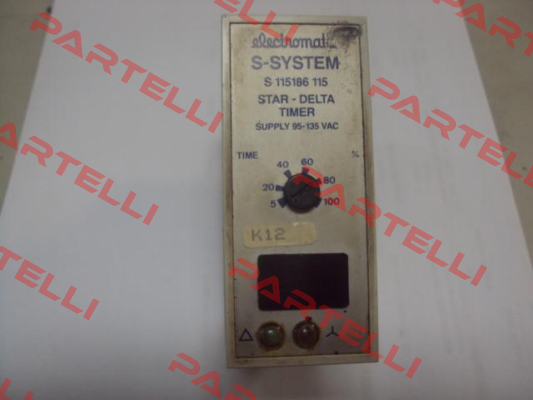 electromatic
S-SYSTEM
S 115186 115
STAR - DELTA
TIMER
SUPPLY 95-135 VAC
TIME %
40 60
20 80
5 100
K12
PARTELLI
PARTELLI
PARTELLI
PARTELLI
PARTELLI
PARTELLI
PARTELLI